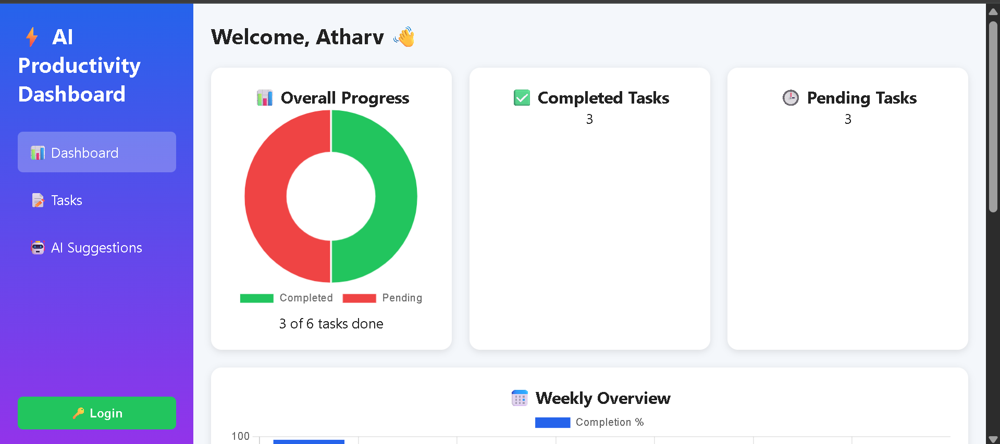 ⚡ AI
Productivity
Dashboard
📊 Dashboard
📝 Tasks
🤖 AI Suggestions
🔑 Login
Welcome, Atharv 👋
📊 Overall Progress
Completed
Pending
3 of 6 tasks done
✅ Completed Tasks
3
🕒 Pending Tasks
3
📅 Weekly Overview
Completion %
100